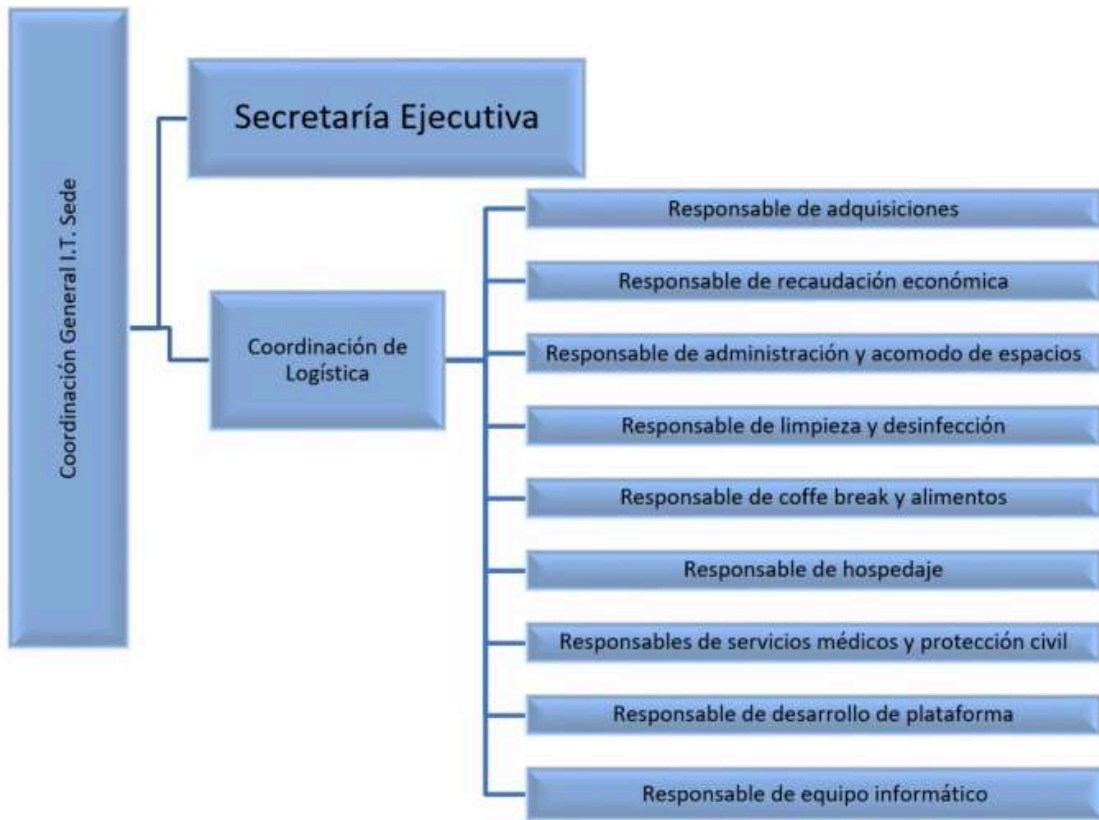 Coordinación General I.T. Sede
Secretaría Ejecutiva
Coordinación de
Logística
Responsable de adquisiciones
Responsable de recaudación económica
Responsable de administración y acomodo de espacios
Responsable de limpieza y desinfección
Responsable de coffe break y alimentos
Responsable de hospedaje
Responsables de servicios médicos y protección civil
Responsable de desarrollo de plataforma
Responsable de equipo informático